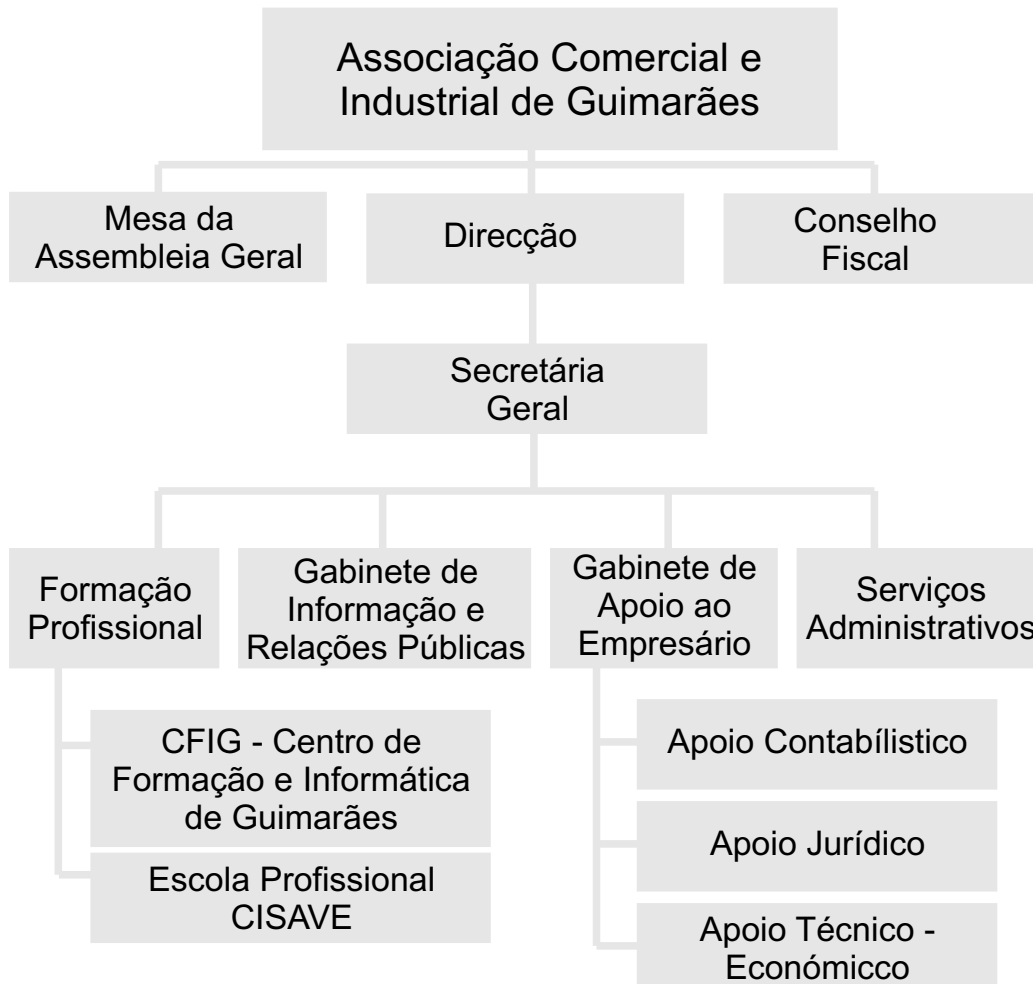 Associação Comercial e
Industrial de Guimarães
Mesa da
Assembleia Geral
Direcção
Conselho
Fiscal
Secretária
Geral
Formação
Profissional
Gabinete de
Informação e
Relações Públicas
Gabinete de
Apoio ao
Empresário
Serviços
Administrativos
CFIG - Centro de
Formação e Informática
de Guimarães
Escola Profissional
CISAVE
Apoio Contabílistico
Apoio Jurídico
Apoio Técnico -
Económicco